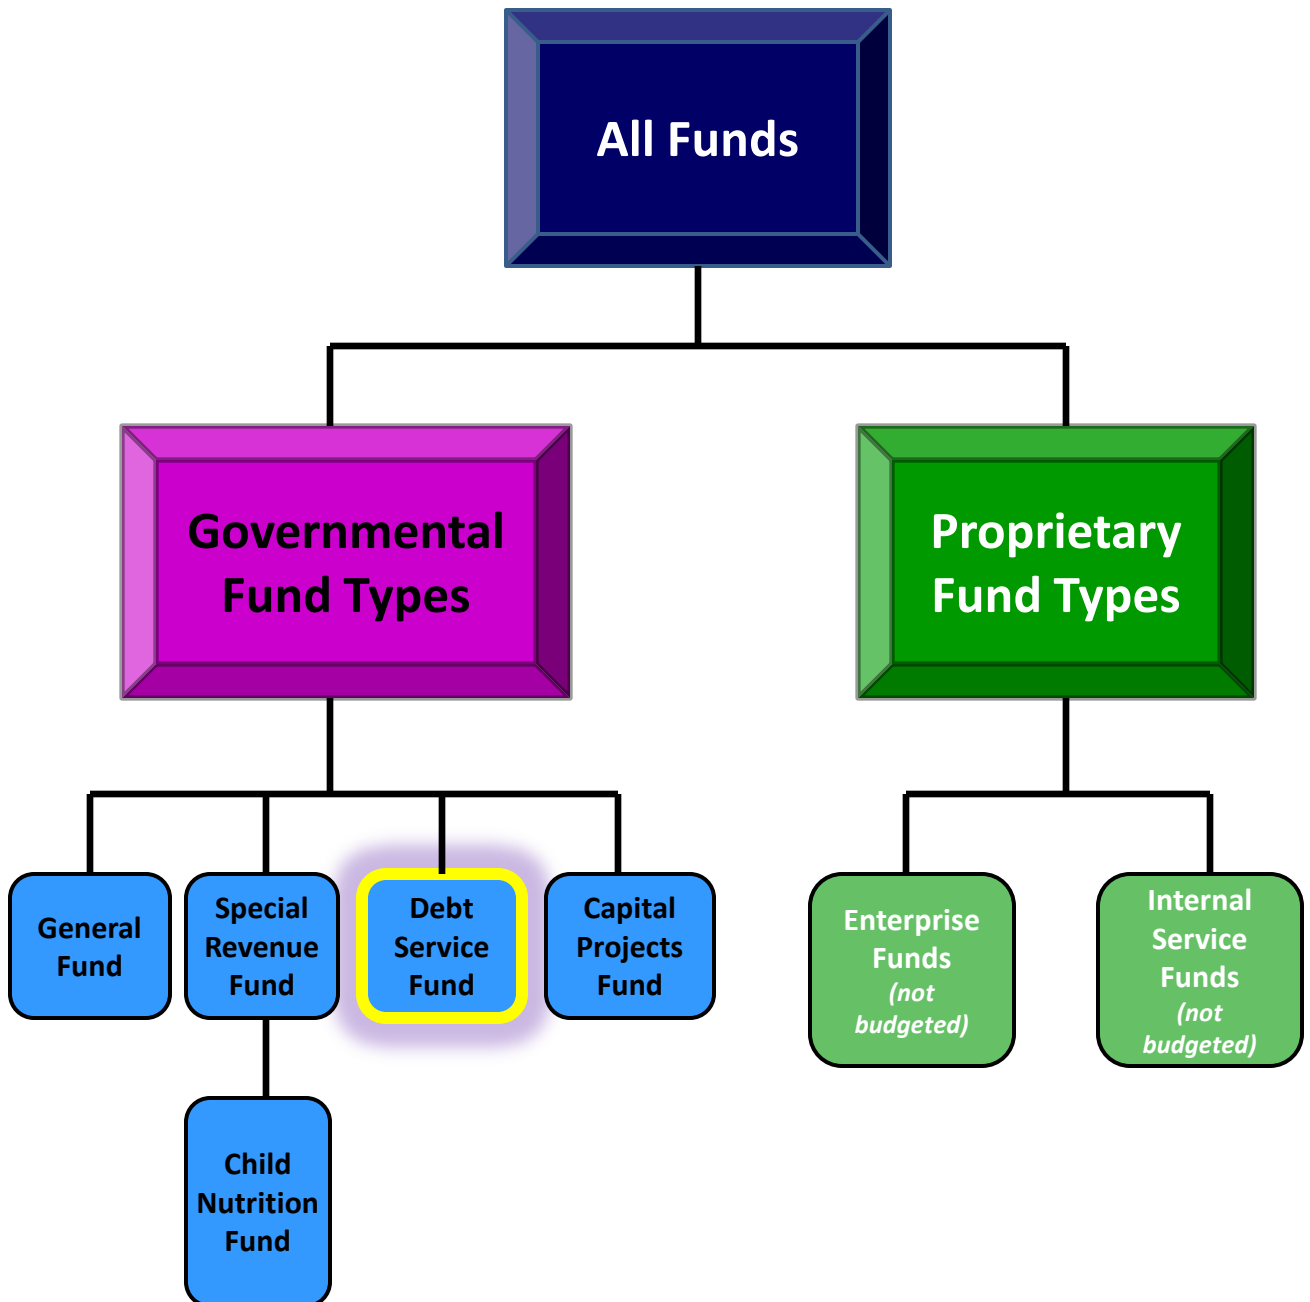 All Funds
Governmental
Fund Types
Proprietary
Fund Types
General
Fund
Special
Revenue
Fund
Debt
Service
Fund
Capital
Projects
Fund
Enterprise
Funds
(not
budgeted)
Internal
Service
Funds
(not
budgeted)
Child
Nutrition
Fund